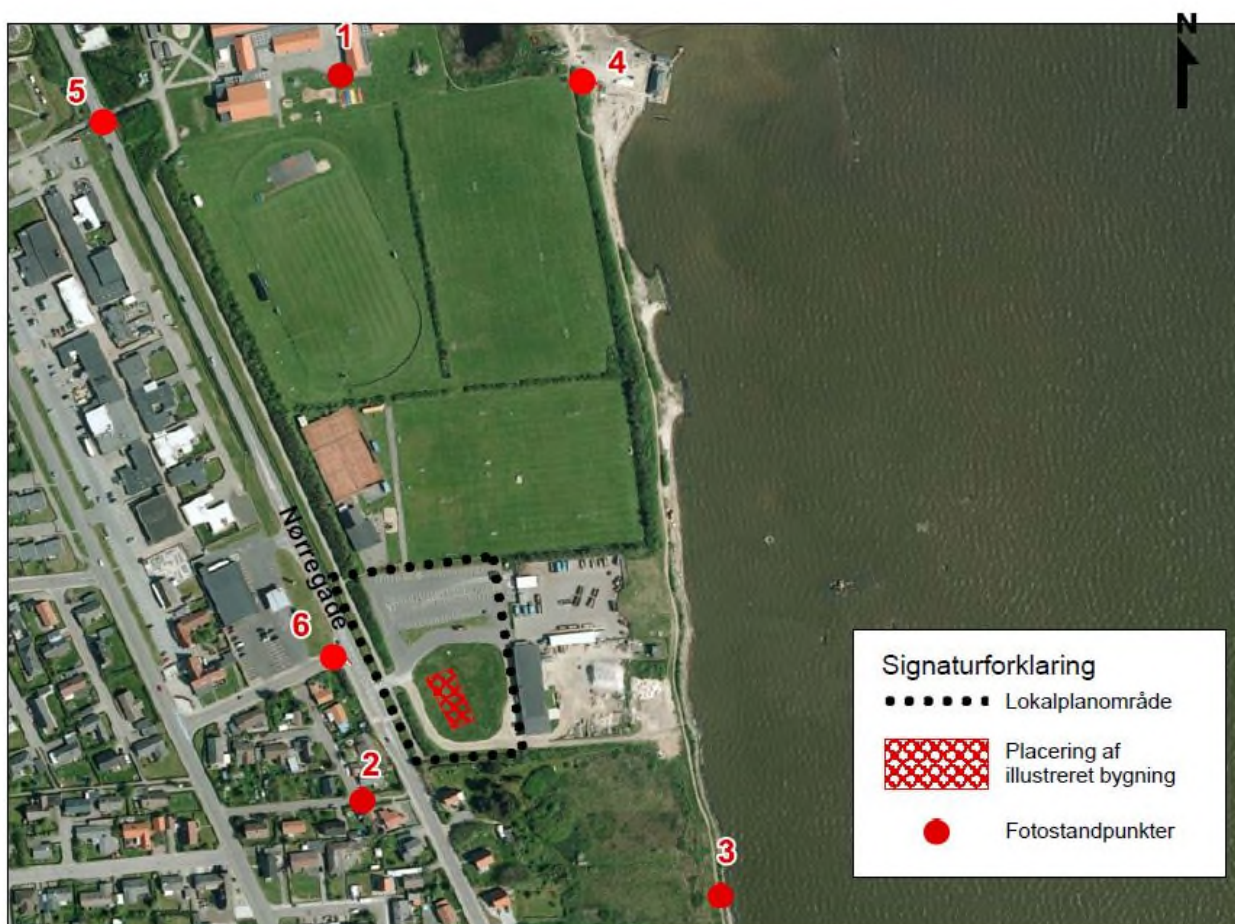 N
1
4
5
Nørregade
6
2
3
Signaturforklaring
Lokalplanområde
Placering af
illustreret bygning
Fotostandpunkter